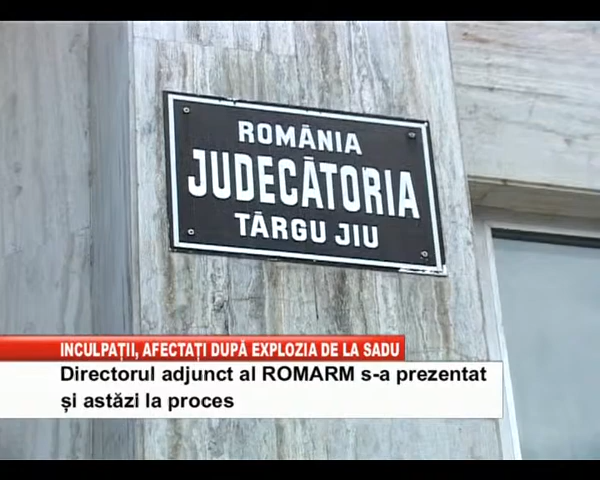 ROMÂNIA
JUDECĂTORIA
TÂRGU JIU
INCULPAȚII, AFECTAȚI DUPĂ EXPLOZIA DE LA SADU
Directorul adjunct al ROMARM s-a prezentat
și astăzi la proces